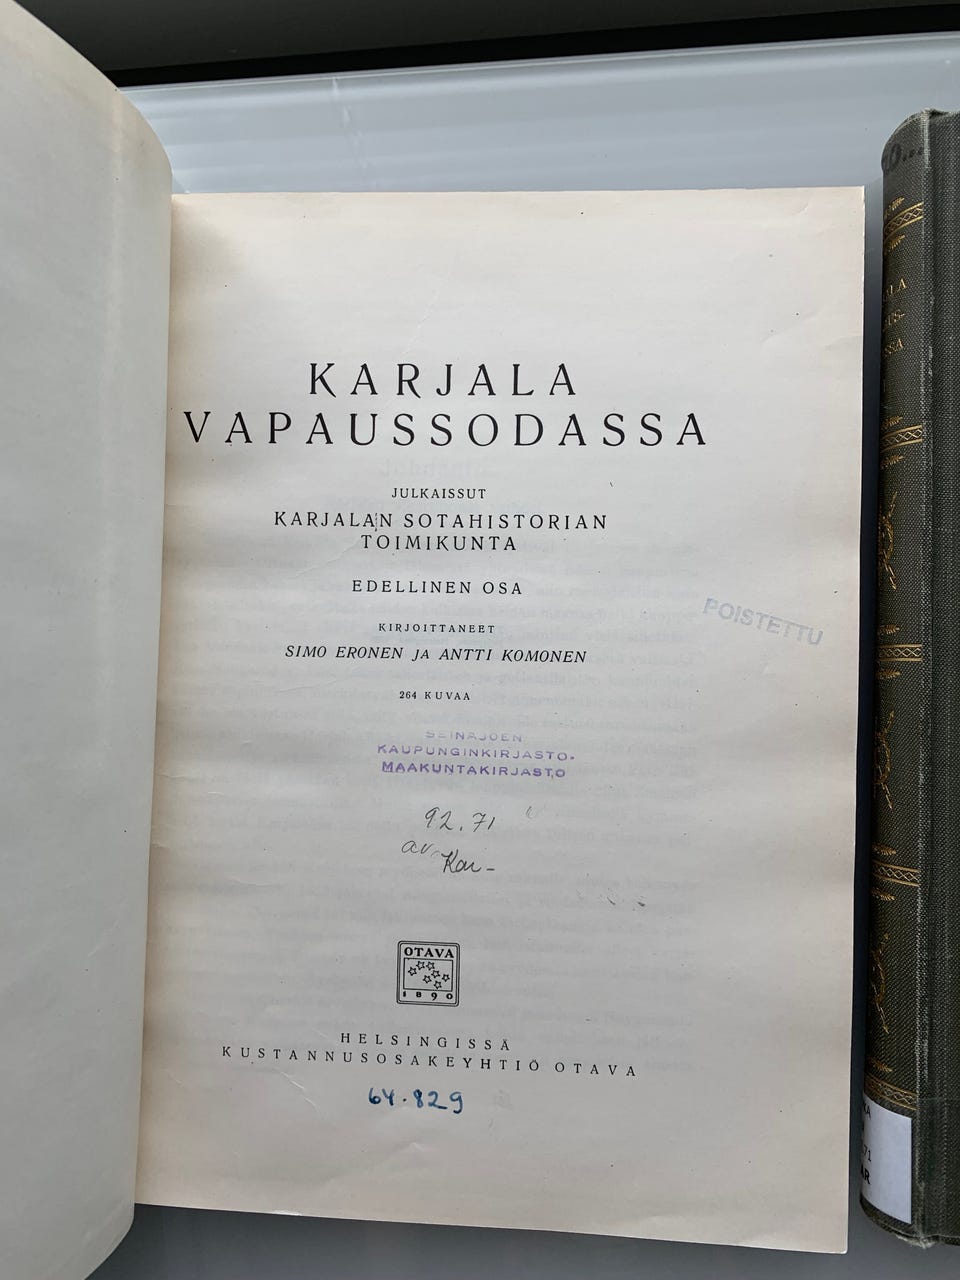 KARJALA
VAPAUSSODASSA
JULKAISSUT
KARJALAN SOTAHISTORIAN
TOIMIKUNTA
EDELLINEN OSA
KIRJOITTANEET
SIMO ERONEN JA ANTTI KOMONEN
264 KUVAA
POISTETTU
SEINÄJOEN
KAUPUNGINKIRJASTO-
MAAKUNTAKIRJASTO
92.71
av Kar-
OTAVA
1890
HELSINGISSÄ
KUSTANNUSOSAKEYHTIÖ OTAVA
64.829